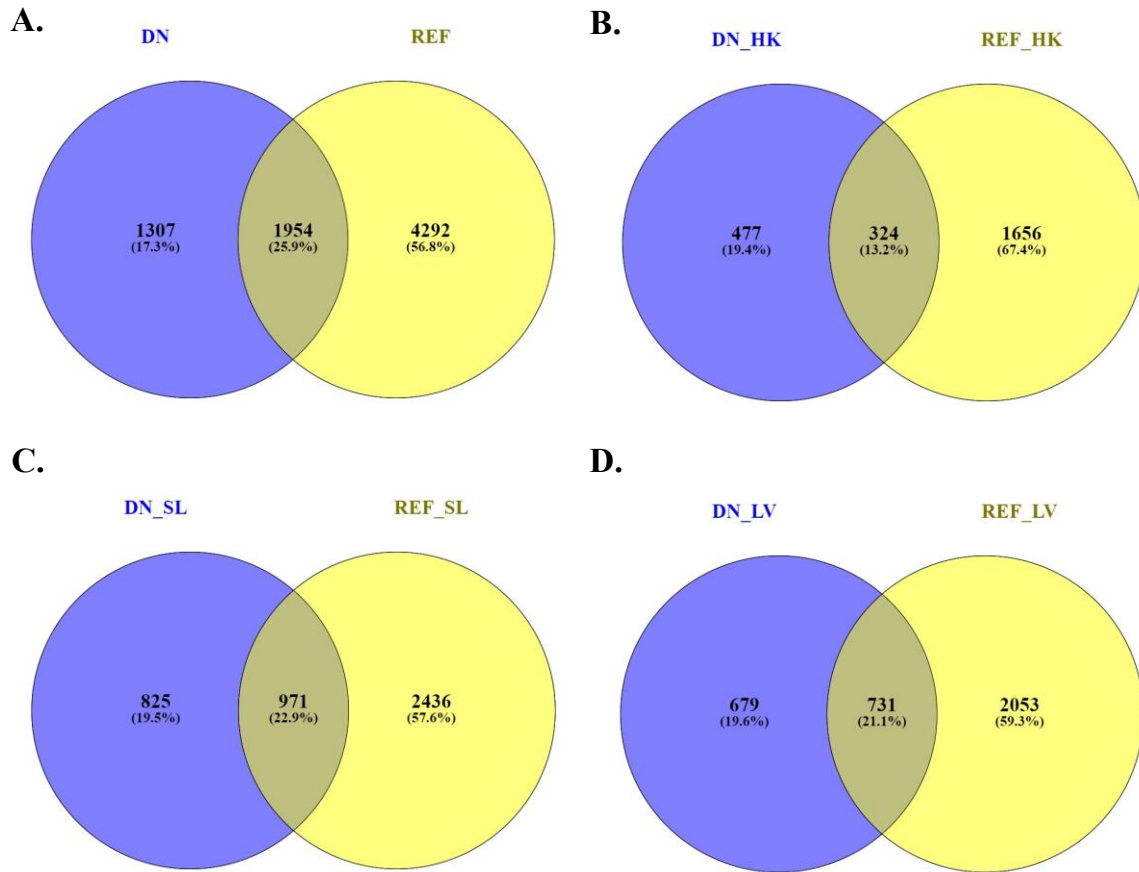 A.
DN REF
1307 1954 4292
(17.3%) (25.9%) (56.8%)
B.
DN_HK REF_HK
477 324 1656
(19.4%) (13.2%) (67.4%)
C.
DN_SL REF_SL
825 971 2436
(19.5%) (22.9%) (57.6%)
D.
DN_LV REF_LV
679 731 2053
(19.6%) (21.1%) (59.3%)